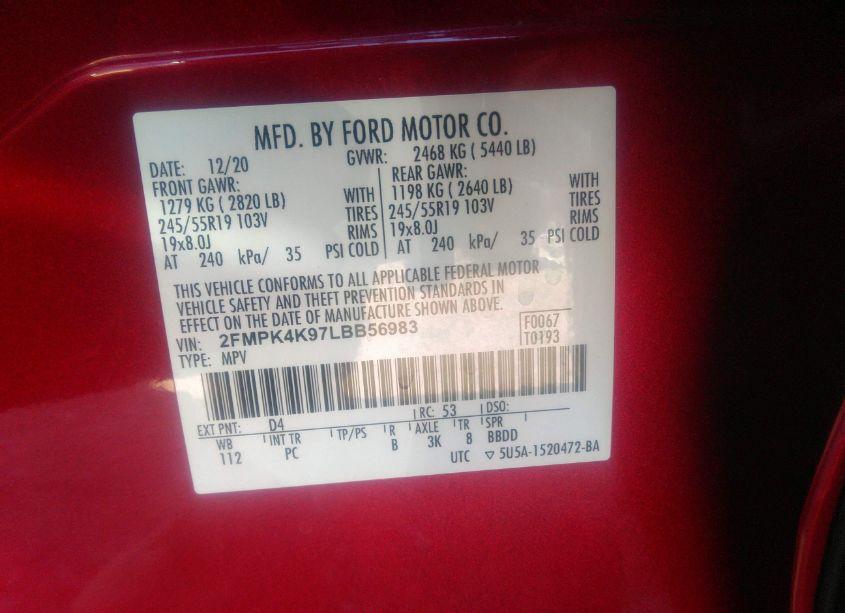 MFD. BY FORD MOTOR CO.
DATE: 12/20 GVWR: 2468 KG ( 5440 LB)
FRONT GAWR: REAR GAWR:
1279 KG ( 2820 LB) WITH 1198 KG ( 2640 LB) WITH
245/55R19 103V TIRES 245/55R19 103V TIRES
19x8.0J RIMS 19x8.0J RIMS
AT 240 kPa/ 35 PSI COLD AT 240 kPa/ 35 PSI COLD
THIS VEHICLE CONFORMS TO ALL APPLICABLE FEDERAL MOTOR
VEHICLE SAFETY AND THEFT PREVENTION STANDARDS IN
EFFECT ON THE DATE OF MANUFACTURE SHOWN ABOVE.
VIN: 2FMPK4K97LBB56983 F0067
TYPE: MPV T0193
EXT PNT: D4 RC: 53 DSO:
WB INT TR TP/PS R AXLE TR SPR
112 PC B 3K 8 BBDD
UTC ▽ 5U5A-1520472-BA